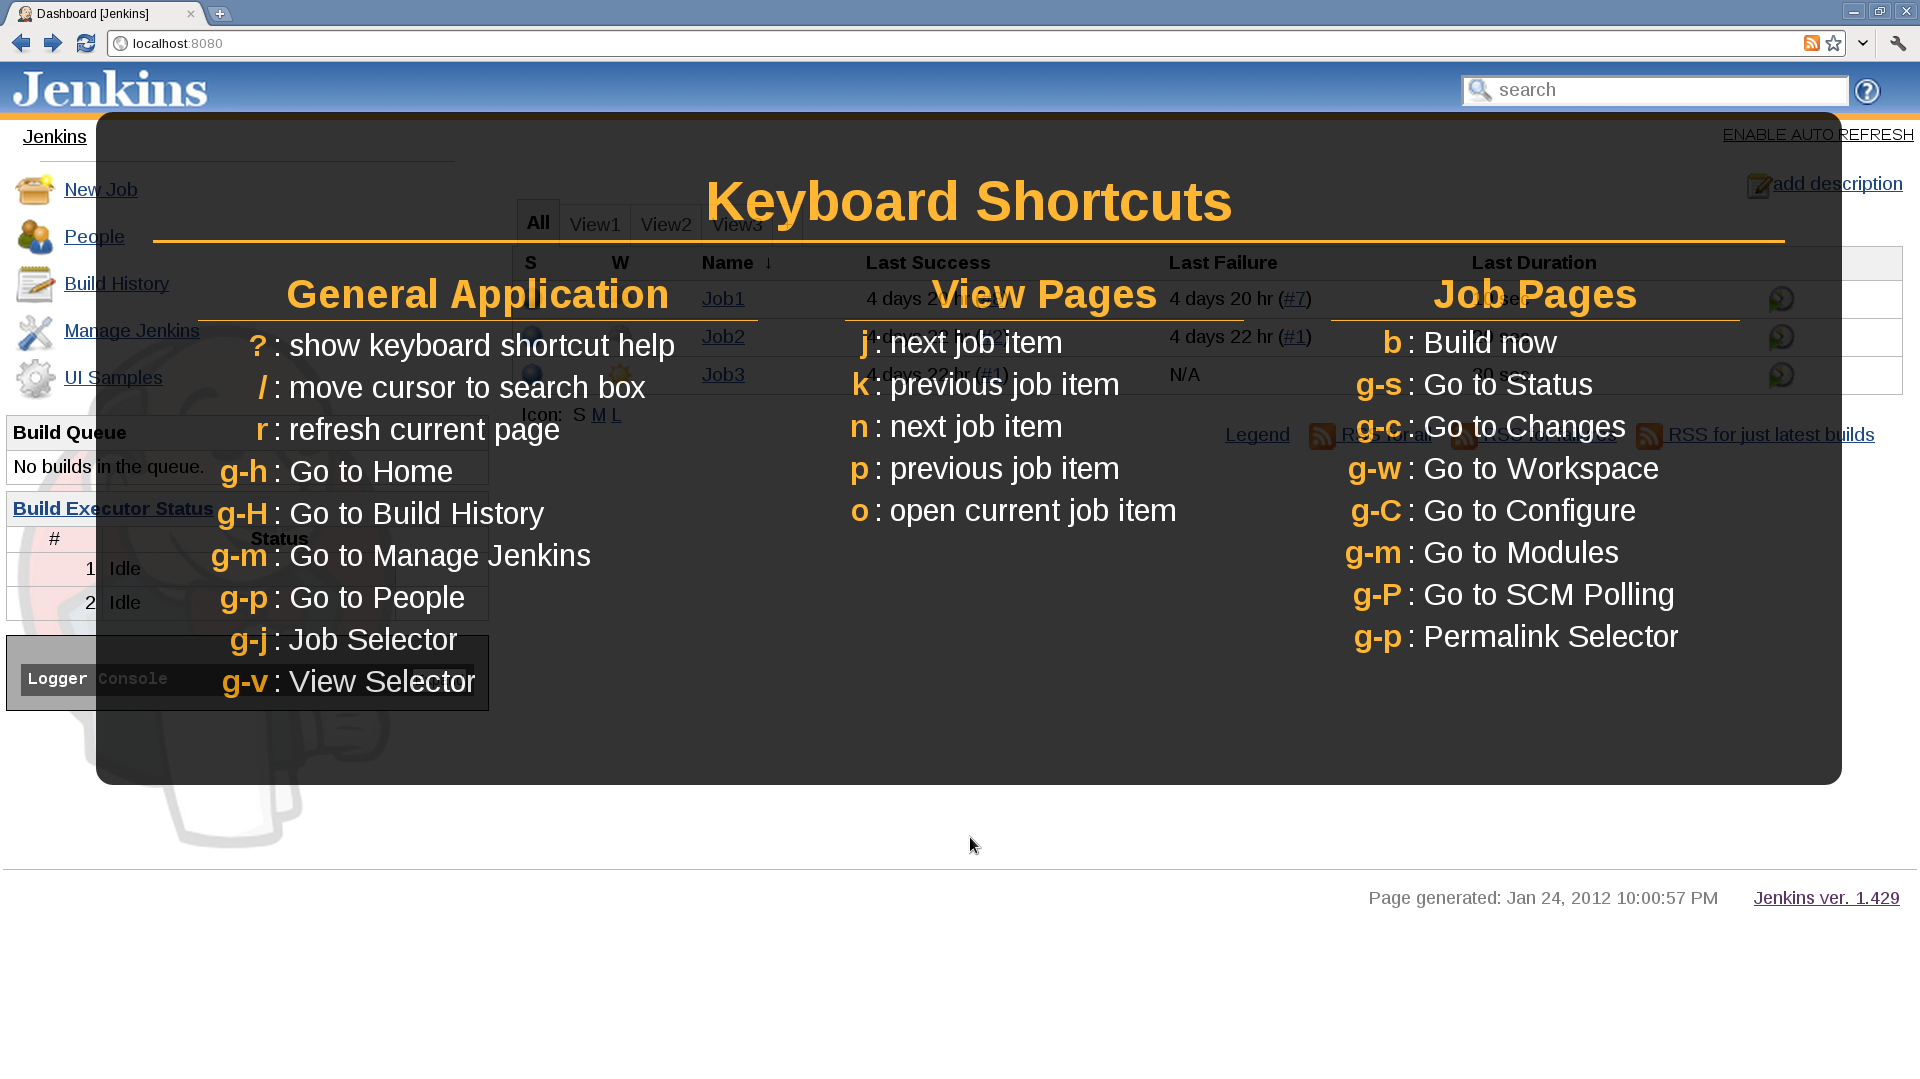 Dashboard [Jenkins]
localhost:8080
Jenkins
search
Jenkins
ENABLE AUTO REFRESH
New Job
People
Build History
Manage Jenkins
UI Samples
add description
All View1 View2 View3
S W Name ↓ Last Success Last Failure Last Duration
Job1 4 days 20 hr 4 days 20 hr (#7)
Job2 4 days 22 hr (#2) 4 days 22 hr (#1)
Job3 4 days 22 hr (#1) N/A
Icon: S M L
Legend RSS for all RSS for failures RSS for just latest builds
Build Queue
No builds in the queue.
Build Executor Status
# Status
1 Idle
2 Idle
Logger Console
Keyboard Shortcuts
General Application
? : show keyboard shortcut help
/ : move cursor to search box
r : refresh current page
g-h : Go to Home
g-H : Go to Build History
g-m : Go to Manage Jenkins
g-p : Go to People
g-j : Job Selector
g-v : View Selector
View Pages
j : next job item
k : previous job item
n : next job item
p : previous job item
o : open current job item
Job Pages
b : Build now
g-s : Go to Status
g-c : Go to Changes
g-w : Go to Workspace
g-C : Go to Configure
g-m : Go to Modules
g-P : Go to SCM Polling
g-p : Permalink Selector
Page generated: Jan 24, 2012 10:00:57 PM
Jenkins ver. 1.429